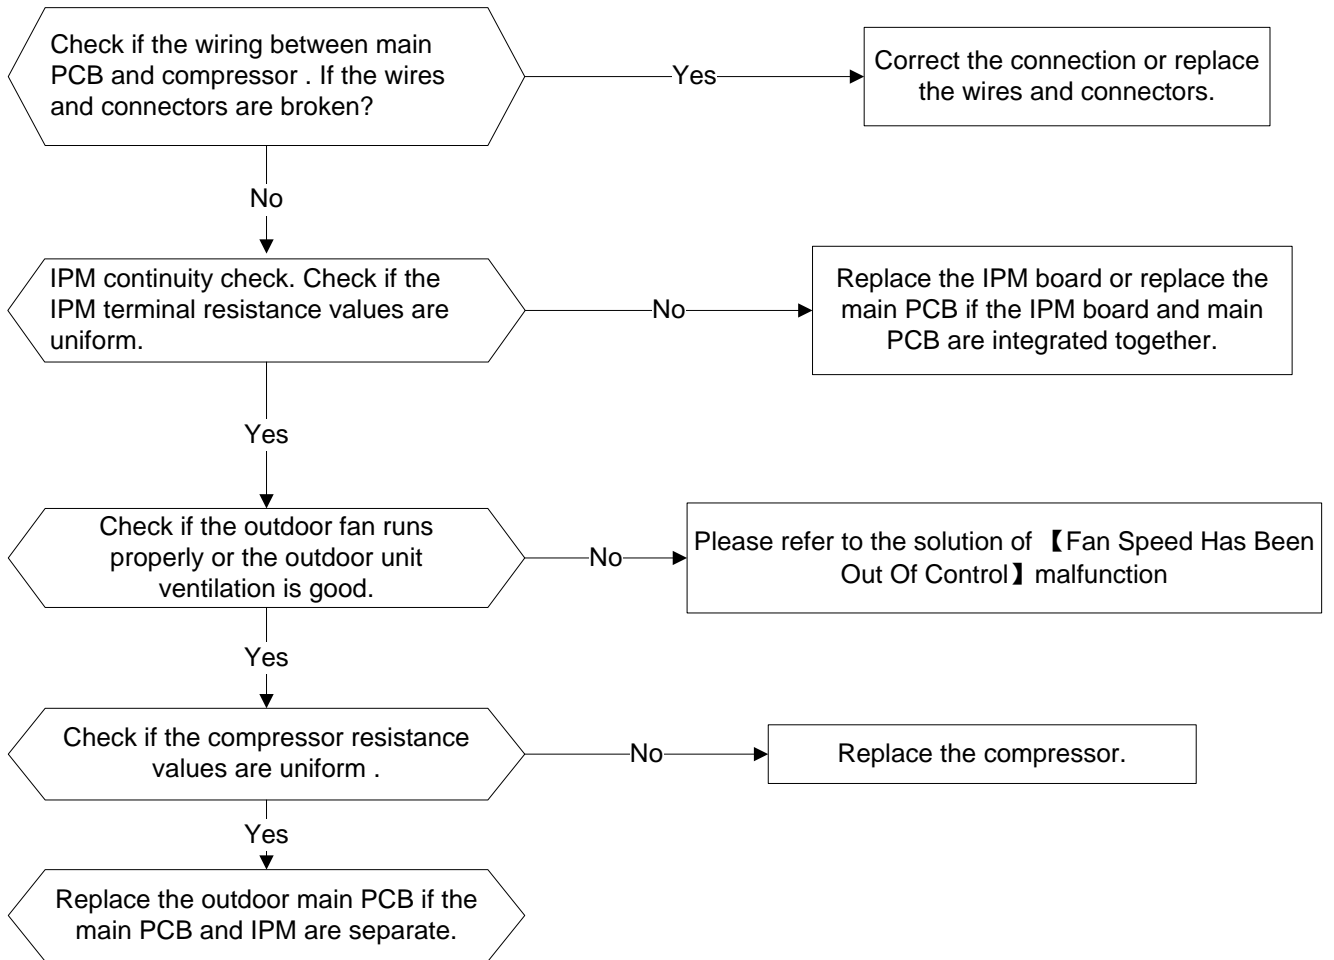 Check if the wiring between main
PCB and compressor . If the wires
and connectors are broken?
Yes
Correct the connection or replace
the wires and connectors.
No
IPM continuity check. Check if the
IPM terminal resistance values are
uniform.
No
Replace the IPM board or replace the
main PCB if the IPM board and main
PCB are integrated together.
Yes
Check if the outdoor fan runs
properly or the outdoor unit
ventilation is good.
No
Please refer to the solution of 【Fan Speed Has Been
Out Of Control】malfunction
Yes
Check if the compressor resistance
values are uniform .
No
Replace the compressor.
Yes
Replace the outdoor main PCB if the
main PCB and IPM are separate.